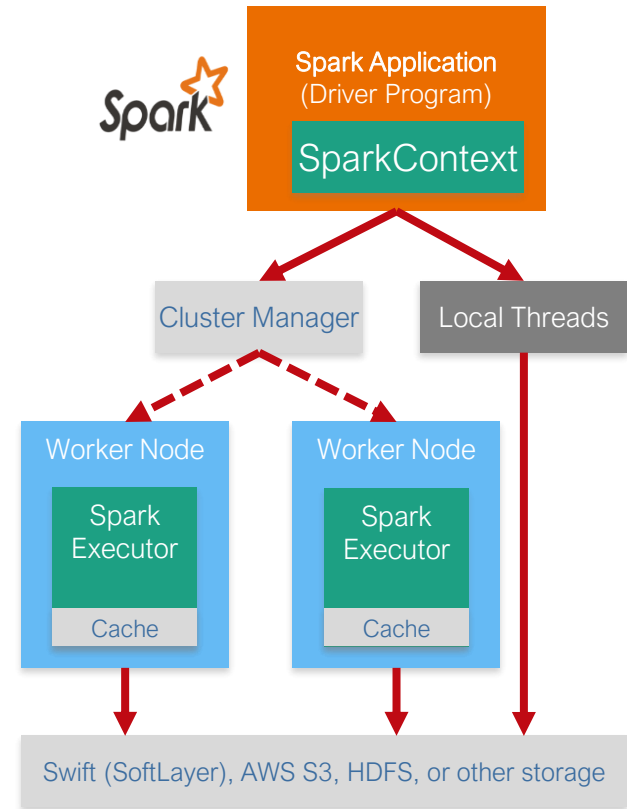 Spark
Spark Application
(Driver Program)
SparkContext
Cluster Manager
Local Threads
Worker Node
Spark
Executor
Cache
Worker Node
Spark
Executor
Cache
Swift (SoftLayer), AWS S3, HDFS, or other storage